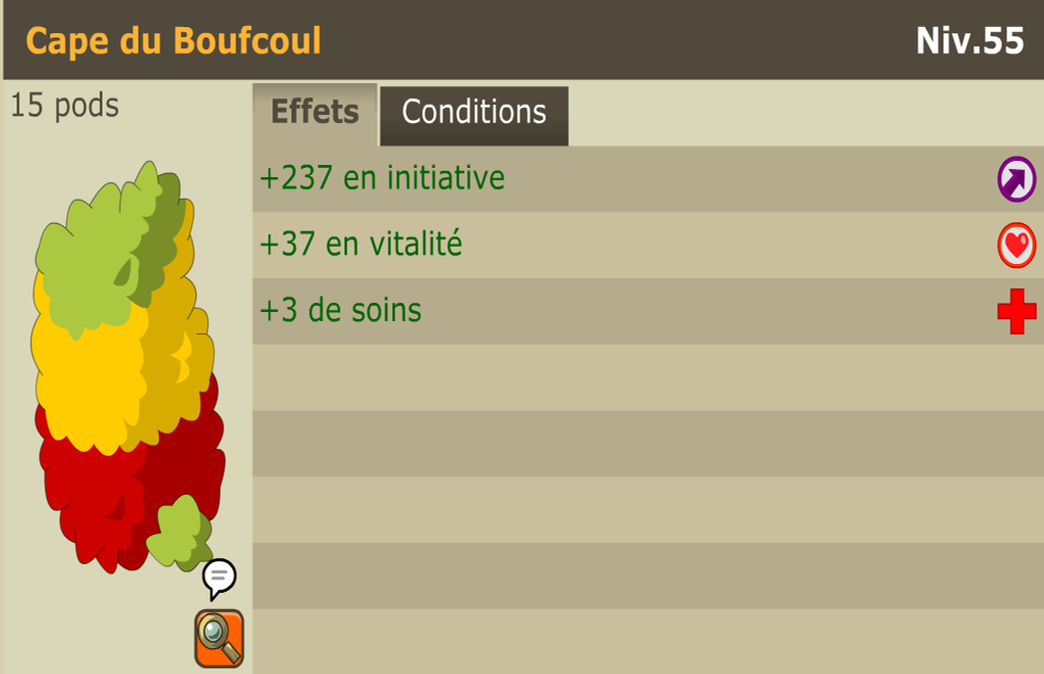 Cape du Boufcoul
Niv.55
15 pods
Effets
Conditions
+237 en initiative
+37 en vitalité
+3 de soins